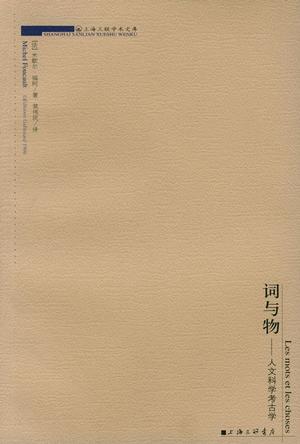 上海三联学术文库
SHANGHAI SANLIAN XUESHU WENKU
[法] 米歇尔·福柯/著 莫伟民/译
Michel Foucault
©Editions Gallimard 1966
词与物
——人文科学考古学
Les mots et les choses
上海三联书店